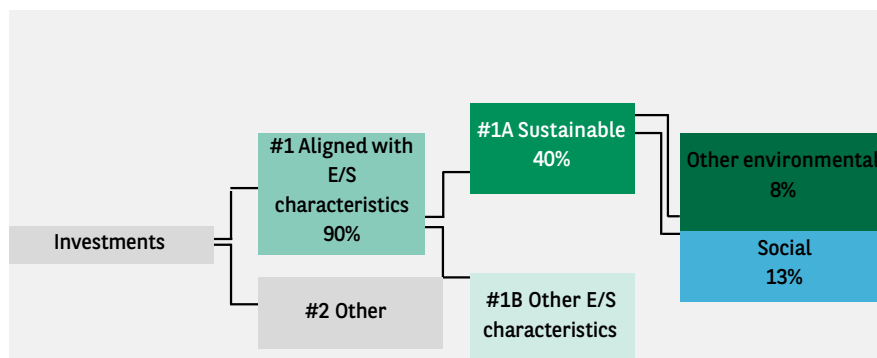 Investments
#1 Aligned with
E/S
characteristics
90%
#2 Other
#1A Sustainable
40%
#1B Other E/S
characteristics
Other environmental
8%
Social
13%